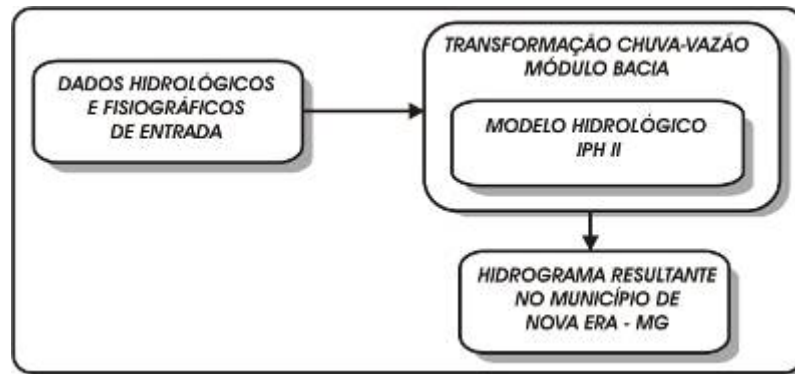 DADOS HIDROLÓGICOS
E FISIOGRÁFICOS
DE ENTRADA
TRANSFORMAÇÃO CHUVA-VAZÃO
MÓDULO BACIA
MODELO HIDROLÓGICO
IPH II
HIDROGRAMA RESULTANTE
NO MUNICÍPIO DE
NOVA ERA - MG